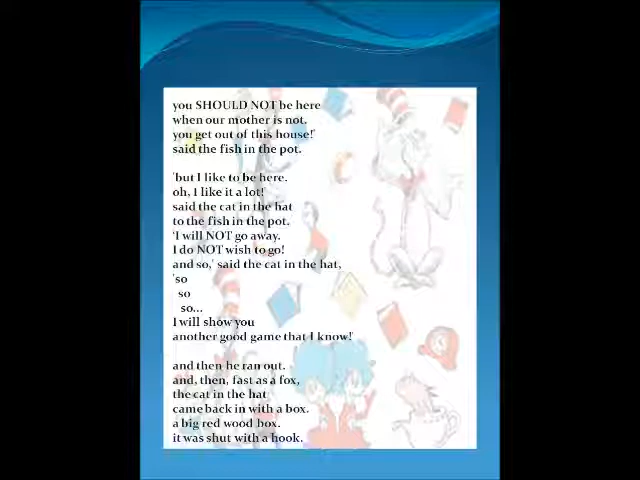 you SHOULD NOT be here
when our mother is not.
you get out of this house!'
said the fish in the pot.
'but I like to be here.
oh, I like it a lot!
said the cat in the hat
to the fish in the pot.
'I will NOT go away.
I do NOT wish to go!
and so,' said the cat in the hat,
'so
so
so...
I will show you
another good game that I know!'
and then he ran out.
and, then, fast as a fox,
the cat in the hat
came back in with a box.
a big red wood box.
it was shut with a hook.